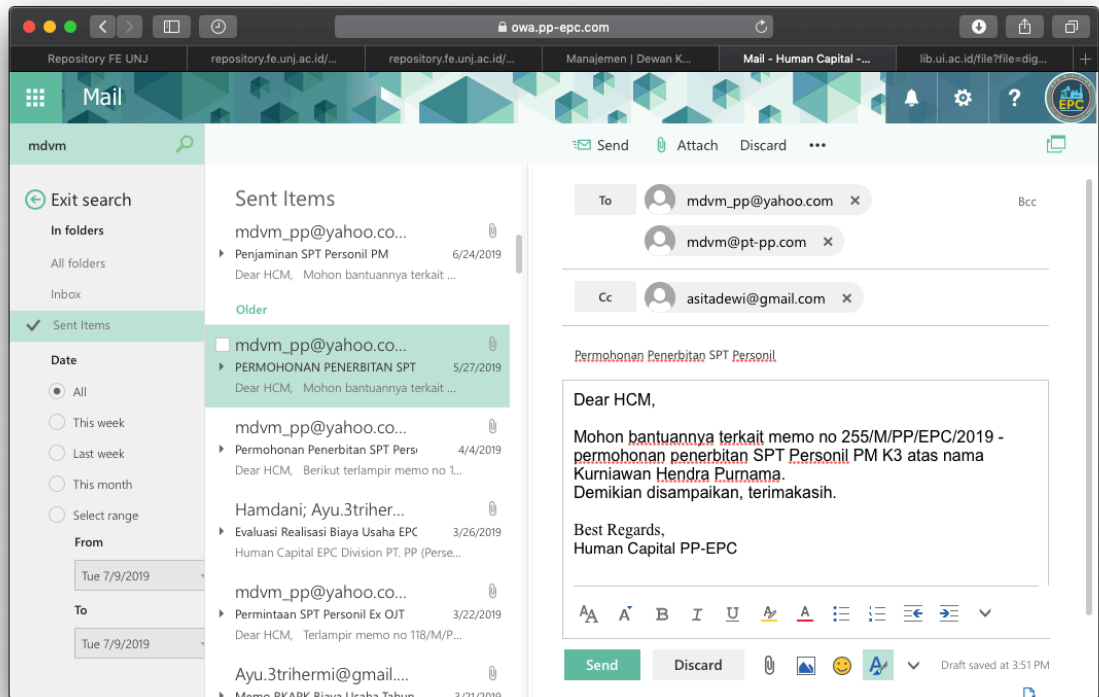 owa.pp-epc.com
Repository FE UNJ
repository.fe.unj.ac.id/...
repository.fe.unj.ac.id/...
Manajemen | Dewan K...
Mail - Human Capital -...
lib.ui.ac.id/file?file=dig...
Mail
EPC
mdvm
Send
Attach
Discard
•••
Exit search
In folders
All folders
Inbox
Sent Items
Date
All
This week
Last week
This month
Select range
From
Tue 7/9/2019
To
Tue 7/9/2019
Sent Items
mdvm_pp@yahoo.co...
Penjaminan SPT Personil PM 6/24/2019
Dear HCM, Mohon bantuannya terkait ...
Older
mdvm_pp@yahoo.co...
PERMOHONAN PENERBITAN SPT 5/27/2019
Dear HCM, Mohon bantuannya terkait ...
mdvm_pp@yahoo.co...
Permohonan Penerbitan SPT Pers 4/4/2019
Dear HCM, Berikut terlampir memo no 1...
Hamdani; Ayu.3triher...
Evaluasi Realisasi Biaya Usaha EPC 3/26/2019
Human Capital EPC Division PT. PP (Perse...
mdvm_pp@yahoo.co...
Permintaan SPT Personil Ex OJT 3/22/2019
Dear HCM, Terlampir memo no 118/M/P...
Ayu.3trihermi@gmail....
Memo RKAPK Biaya Usaha Tahun 3/21/2019
To
mdvm_pp@yahoo.com
Bcc
mdvm@pt-pp.com
Cc
asitadewi@gmail.com
Permohonan Penerbitan SPT Personil
Dear HCM,
Mohon bantuannya terkait memo no 255/M/PP/EPC/2019 -
permohonan penerbitan SPT Personil PM K3 atas nama
Kurniawan Hendra Purnama.
Demikian disampaikan, terimakasih.
Best Regards,
Human Capital PP-EPC
Send
Discard
Draft saved at 3:51 PM